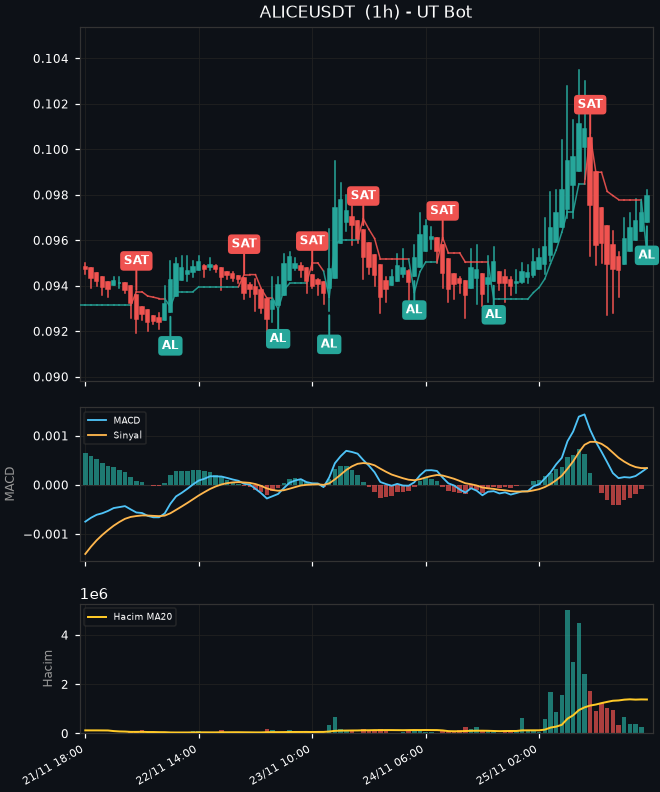 ALICEUSDT  (1h) - UT Bot
0.104
0.102
0.100
0.098
0.096
0.094
0.092
0.090
SAT
AL
SAT
AL
SAT
AL
SAT
AL
SAT
AL
SAT
AL
MACD
0.001
0.000
−0.001
MACD
Sinyal
1e6
Hacim
4
2
0
Hacim MA20
21/11 18:00
22/11 14:00
23/11 10:00
24/11 06:00
25/11 02:00